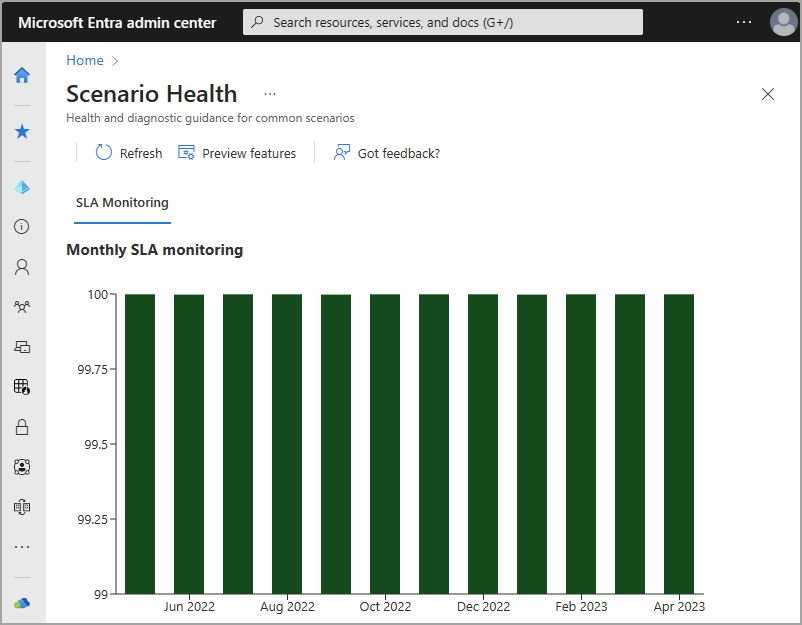 Microsoft Entra admin center
Search resources, services, and docs (G+/)
Home
Scenario Health
Health and diagnostic guidance for common scenarios
Refresh
Preview features
Got feedback?
SLA Monitoring
Monthly SLA monitoring
100
99.75
99.5
99.25
99
Jun 2022
Aug 2022
Oct 2022
Dec 2022
Feb 2023
Apr 2023